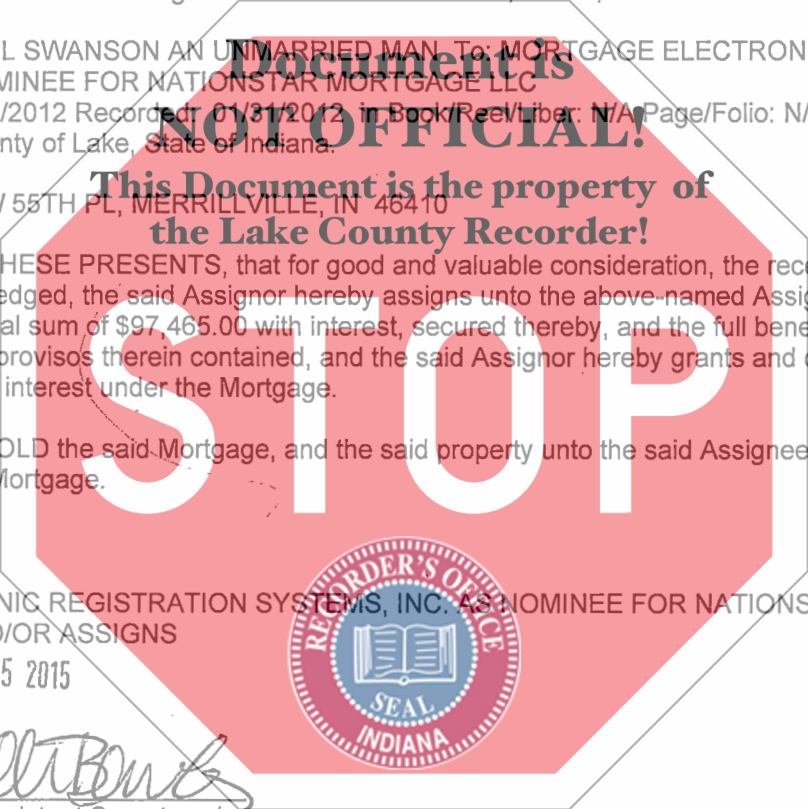 L SWANSON AN UNMARRIED MAN To: MORTGAGE ELECTRON
Document is
MINEE FOR NATIONSTAR MORTGAGE LLC
/2012 Recorded: 01/31/2012 in Book/Reel/Liber: N/A Page/Folio: N/
NOT OFFICIAL!
nty of Lake, State of Indiana.
This Document is the property of
55TH PL, MERRILLVILLE, IN 46410
the Lake County Recorder!
HESE PRESENTS, that for good and valuable consideration, the rece
edged, the said Assignor hereby assigns unto the above-named Assig
al sum of $97,465.00 with interest, secured thereby, and the full bene
provisos therein contained, and the said Assignor hereby grants and
interest under the Mortgage.
STOP
OLD the said Mortgage, and the said property unto the said Assignee
Mortgage.
NIC REGISTRATION SYSTEMS, INC. AS NOMINEE FOR NATIONS
/OR ASSIGNS
5 2015
RECORDER'S OFFICE
SEAL
INDIANA